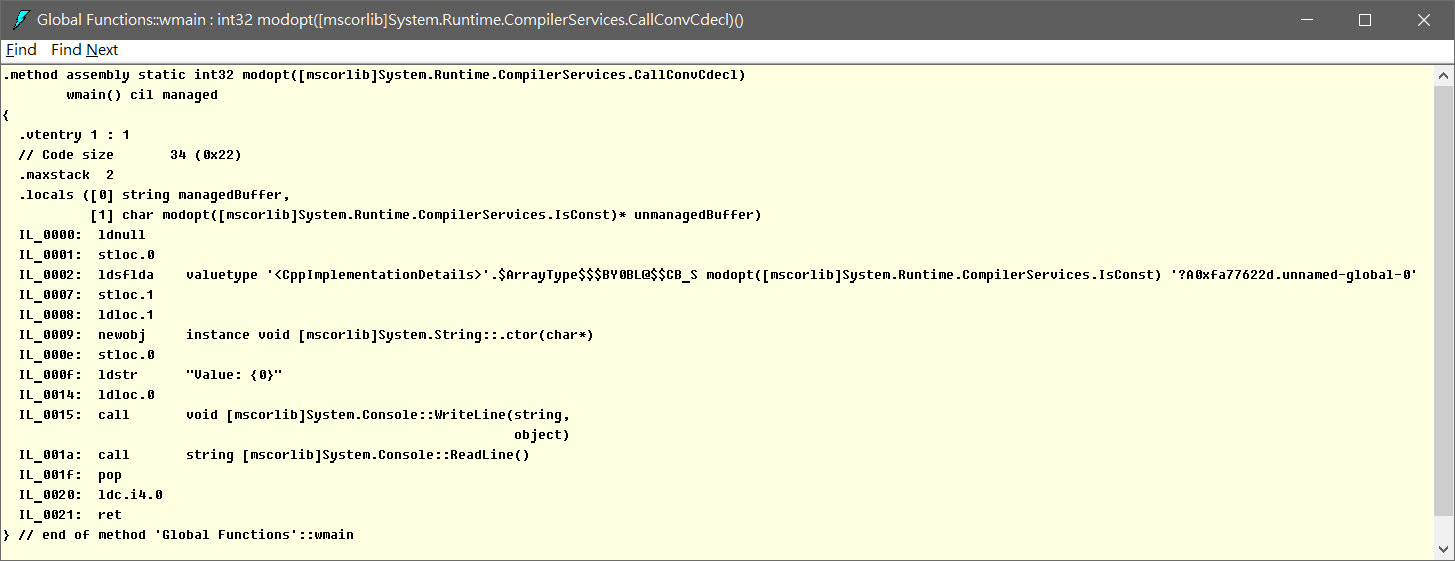 Global Functions::wmain : int32 modopt([mscorlib]System.Runtime.CompilerServices.CallConvCdecl)()
Find Find Next
.method assembly static int32 modopt([mscorlib]System.Runtime.CompilerServices.CallConvCdecl)
        wmain() cil managed
{
  .vtentry 1 : 1
  // Code size       34 (0x22)
  .maxstack  2
  .locals ([0] string managedBuffer,
           [1] char modopt([mscorlib]System.Runtime.CompilerServices.IsConst)* unmanagedBuffer)
  IL_0000:  ldnull
  IL_0001:  stloc.0
  IL_0002:  ldsflda    valuetype '<CppImplementationDetails>'.$ArrayType$$$BY0BL@$$CB_S modopt([mscorlib]System.Runtime.CompilerServices.IsConst) '?A0xfa77622d.unnamed-global-0'
  IL_0007:  stloc.1
  IL_0008:  ldloc.1
  IL_0009:  newobj     instance void [mscorlib]System.String::.ctor(char*)
  IL_000e:  stloc.0
  IL_000f:  ldstr      "Value: {0}"
  IL_0014:  ldloc.0
  IL_0015:  call       void [mscorlib]System.Console::WriteLine(string,
                                                                object)
  IL_001a:  call       string [mscorlib]System.Console::ReadLine()
  IL_001f:  pop
  IL_0020:  ldc.i4.0
  IL_0021:  ret
} // end of method 'Global Functions'::wmain